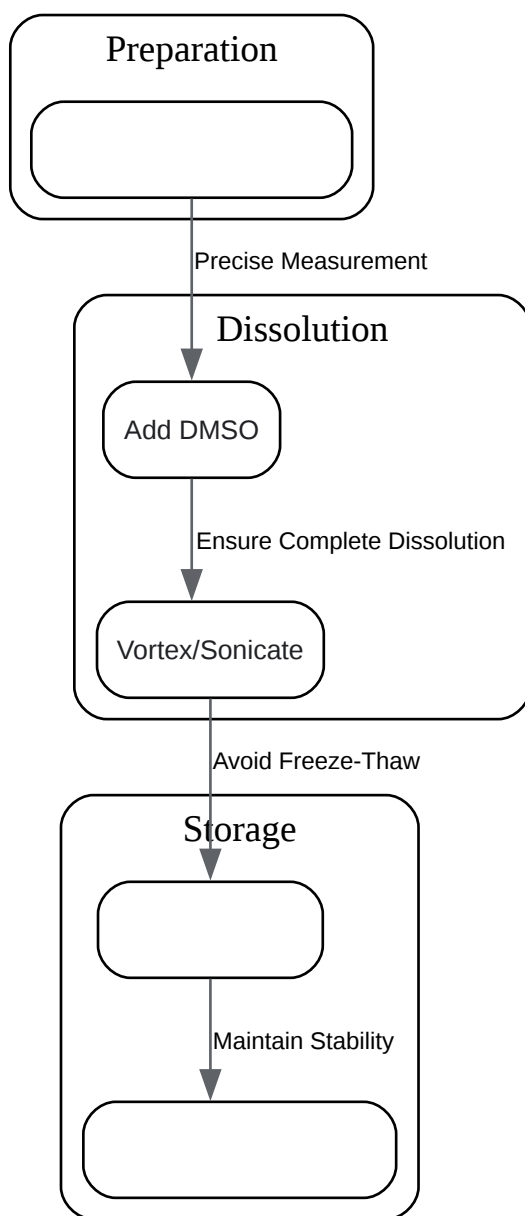 Preparation
Precise Measurement
Dissolution
Add DMSO
Ensure Complete Dissolution
Vortex/Sonicate
Avoid Freeze-Thaw
Storage
Maintain Stability